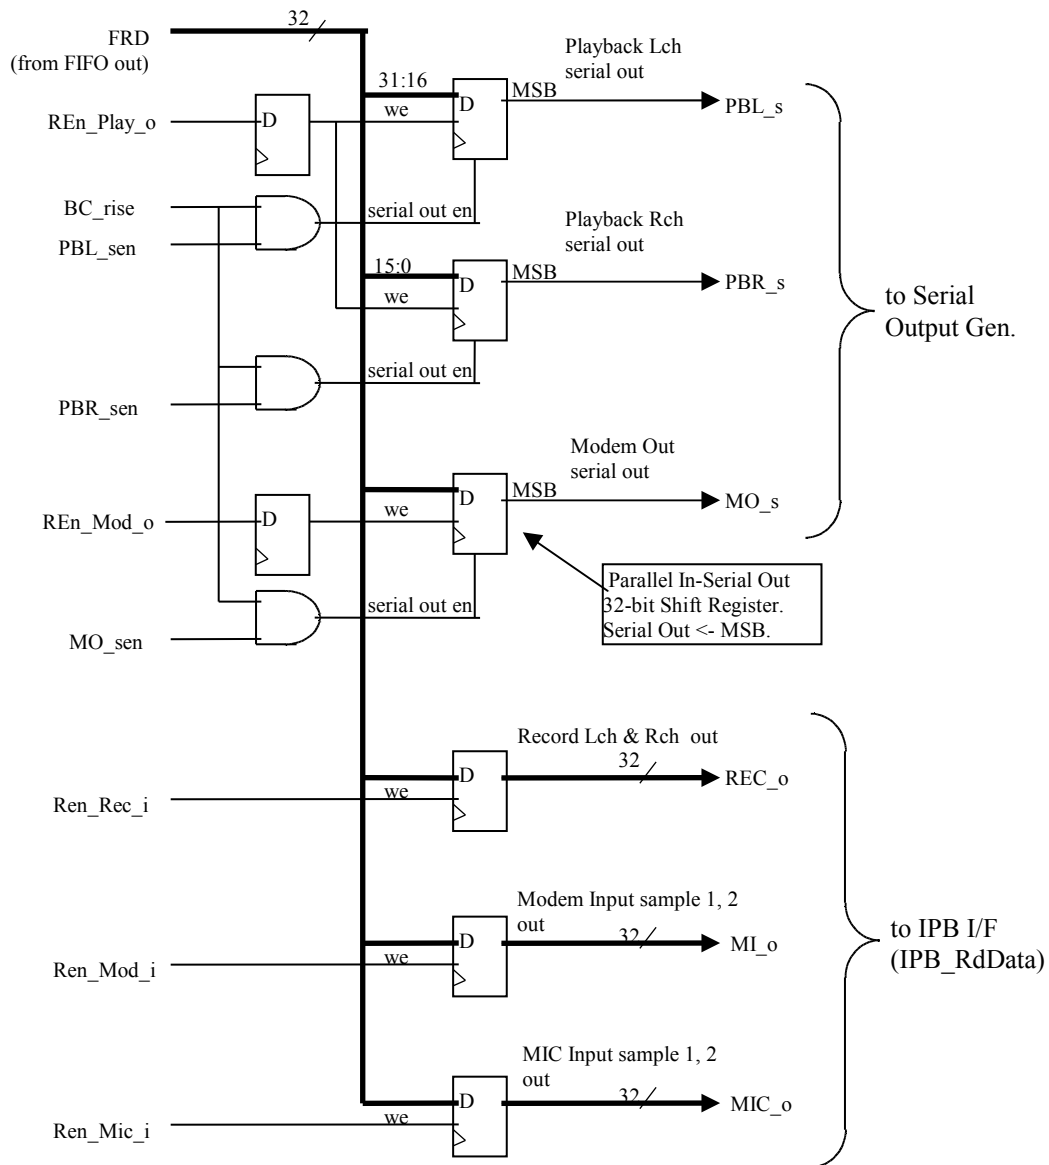 32
FRD
(from FIFO out)
Playback Lch
serial out
31:16
MSB
D
PBL_s
we
REn_Play_o
D
BC_rise
serial out en
PBL_sen
Playback Rch
serial out
15:0
MSB
D
PBR_s
we
to Serial
Output Gen.
serial out en
PBR_sen
Modem Out
serial out
MSB
D
MO_s
we
REn_Mod_o
D
Parallel In-Serial Out
32-bit Shift Register.
Serial Out <- MSB.
serial out en
MO_sen
Record Lch & Rch out
32
D
REC_o
we
Ren_Rec_i
Modem Input sample 1, 2
out
32
D
MI_o
we
Ren_Mod_i
to IPB I/F
(IPB_RdData)
MIC Input sample 1, 2
out
32
D
MIC_o
we
Ren_Mic_i